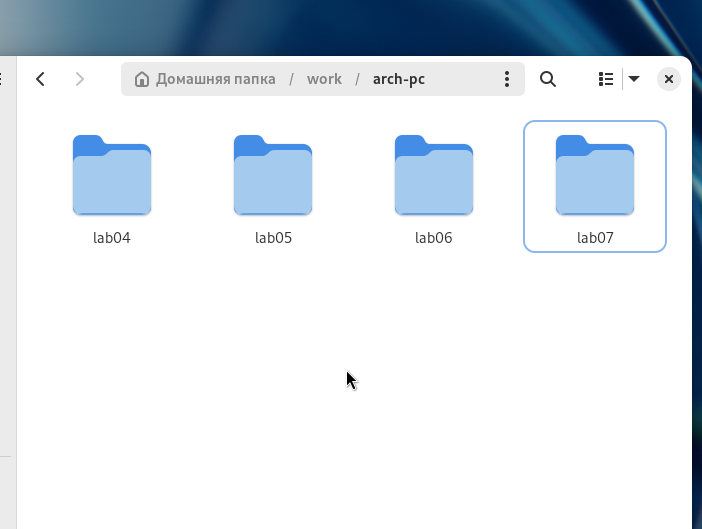 Домашняя папка / work / arch-pc
lab04 lab05 lab06 lab07